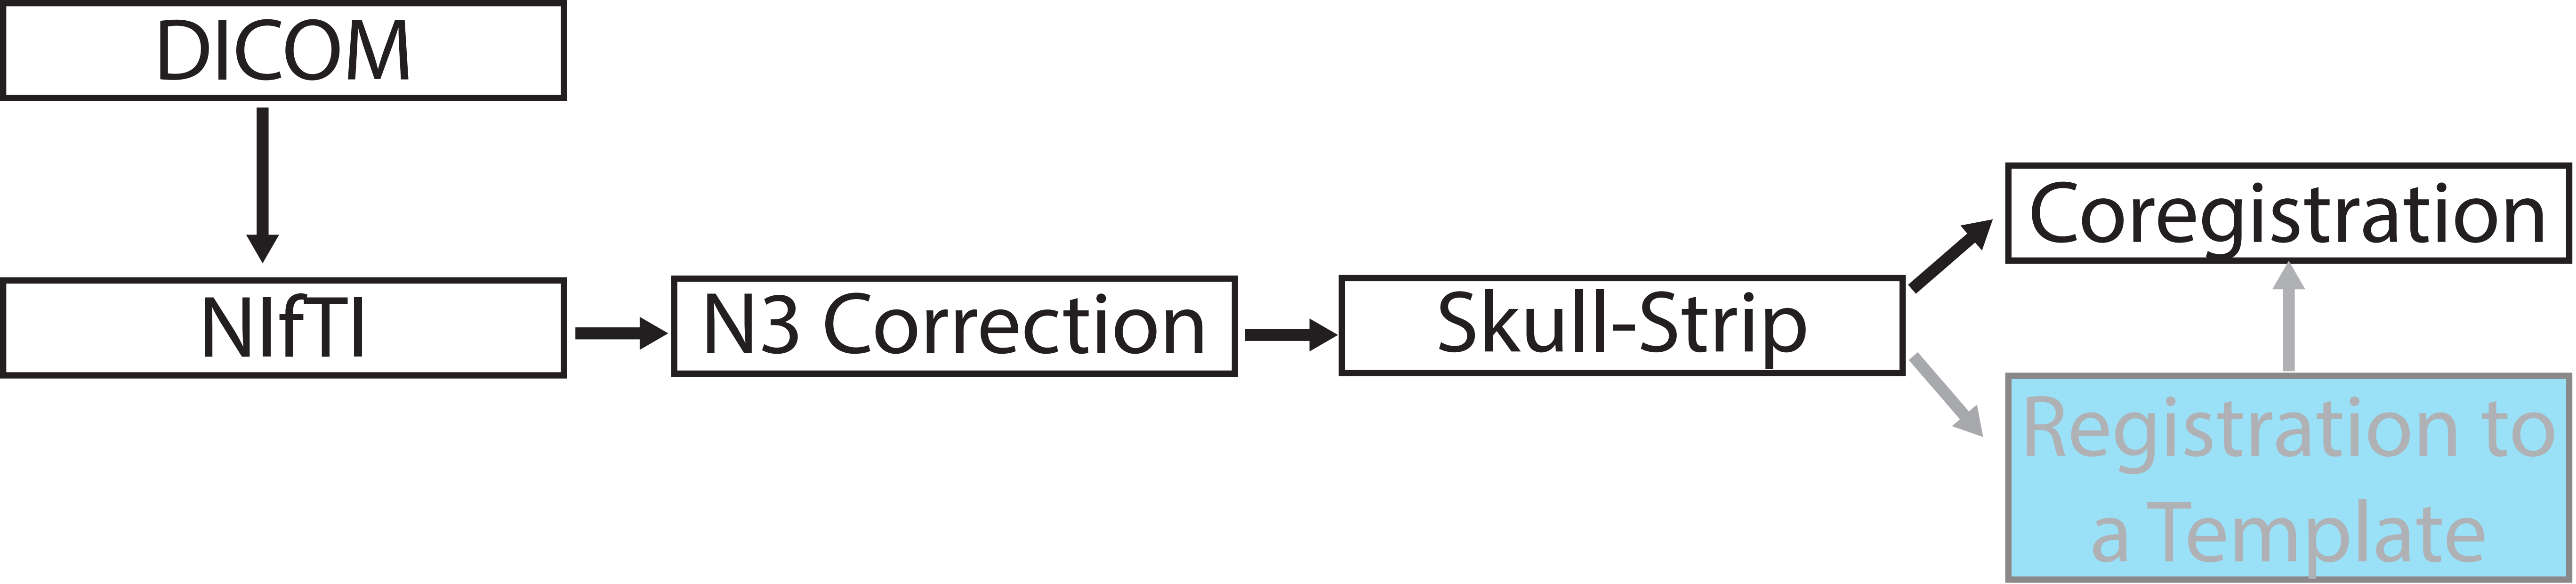 DICOM
NIfTI
N3 Correction
Skull-Strip
Coregistration
Registration to
a Template